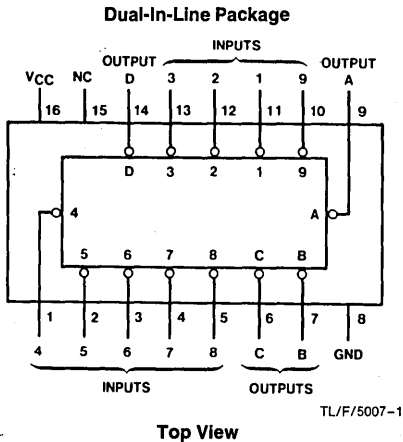 Dual-In-Line Package
INPUTS
OUTPUT OUTPUT
VCC NC D 3 2 1 9 A
16 15 14 13 12 11 10 9
D 3 2 1 9
4 A
5 6 7 8 C B
1 2 3 4 5 6 7 8
4 5 6 7 8 C B GND
INPUTS OUTPUTS
TL/F/5007-1
Top View